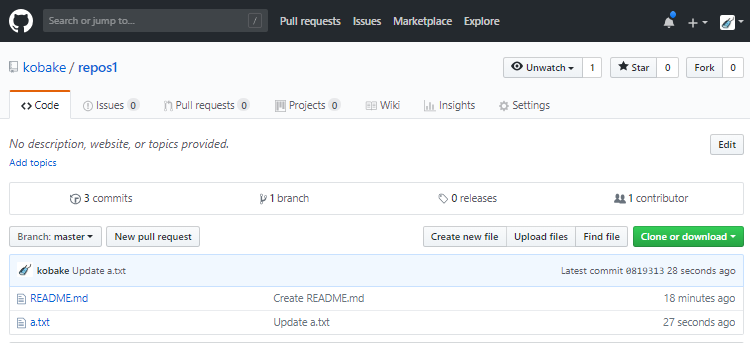 Search or jump to... / Pull requests Issues Marketplace Explore
kobake / repos1 Unwatch 1 Star 0 Fork 0
Code Issues 0 Pull requests 0 Projects 0 Wiki Insights Settings
No description, website, or topics provided. Edit
Add topics
3 commits 1 branch 0 releases 1 contributor
Branch: master New pull request Create new file Upload files Find file Clone or download
kobake Update a.txt Latest commit 0819313 28 seconds ago
README.md Create README.md 18 minutes ago
a.txt Update a.txt 27 seconds ago